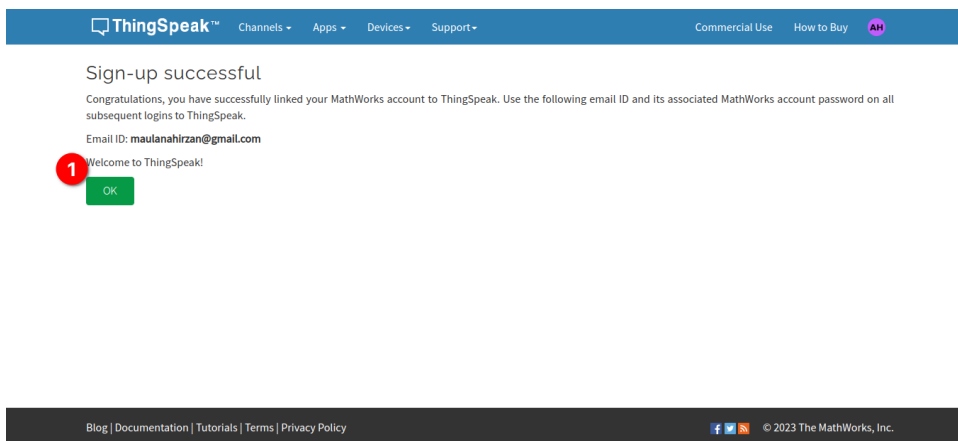 ThingSpeak™ Channels Apps Devices Support Commercial Use How to Buy AH
Sign-up successful
Congratulations, you have successfully linked your MathWorks account to ThingSpeak. Use the following email ID and its associated MathWorks account password on all
subsequent logins to ThingSpeak.
Email ID: maulanahirzan@gmail.com
Welcome to ThingSpeak!
1
OK
Blog | Documentation | Tutorials | Terms | Privacy Policy © 2023 The MathWorks, Inc.